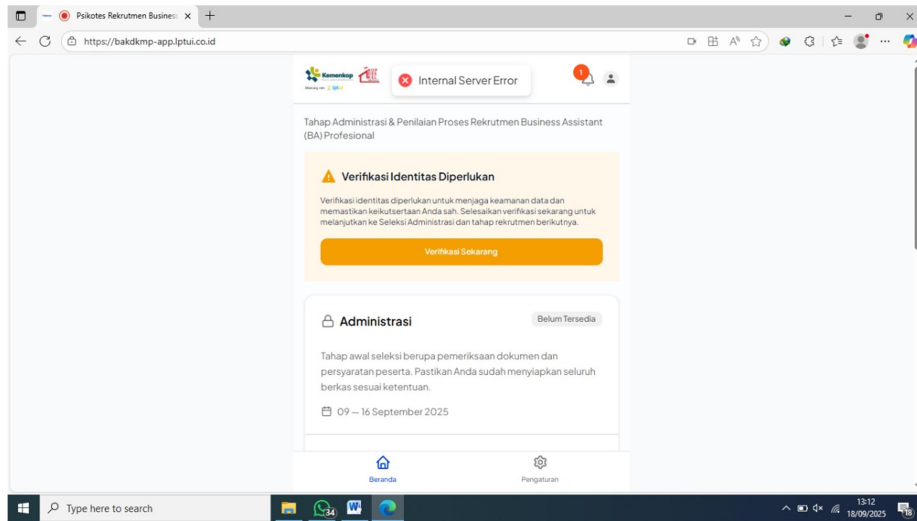 Psikotes Rekrutmen Busines
https://bakdkmp-app.lptui.co.id
Kemenkop
Internal Server Error
1
Tahap Administrasi & Penilaian Proses Rekrutmen Business Assistant
(BA) Profesional
Verifikasi Identitas Diperlukan
Verifikasi identitas diperlukan untuk menjaga keamanan data dan
memastikan keikutsertaan Anda sah. Selesaikan verifikasi sekarang untuk
melanjutkan ke Seleksi Administrasi dan tahap rekrutmen berikutnya.
Verifikasi Sekarang
Administrasi
Belum Tersedia
Tahap awal seleksi berupa pemeriksaan dokumen dan
persyaratan peserta. Pastikan Anda sudah menyiapkan seluruh
berkas sesuai ketentuan.
09 — 16 September 2025
Beranda
Pengaturan
Type here to search
34
13:12
18/09/2025
18